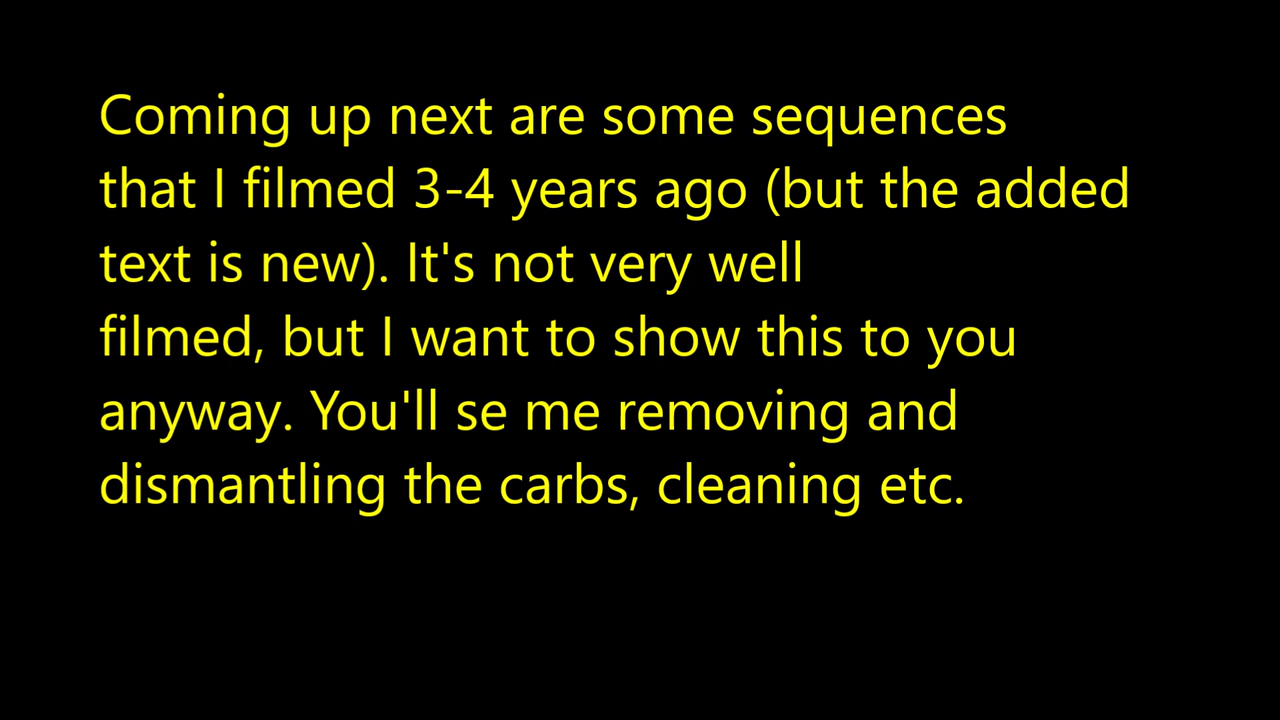 Coming up next are some sequences
that I filmed 3-4 years ago (but the added
text is new). It's not very well
filmed, but I want to show this to you
anyway. You'll se me removing and
dismantling the carbs, cleaning etc.